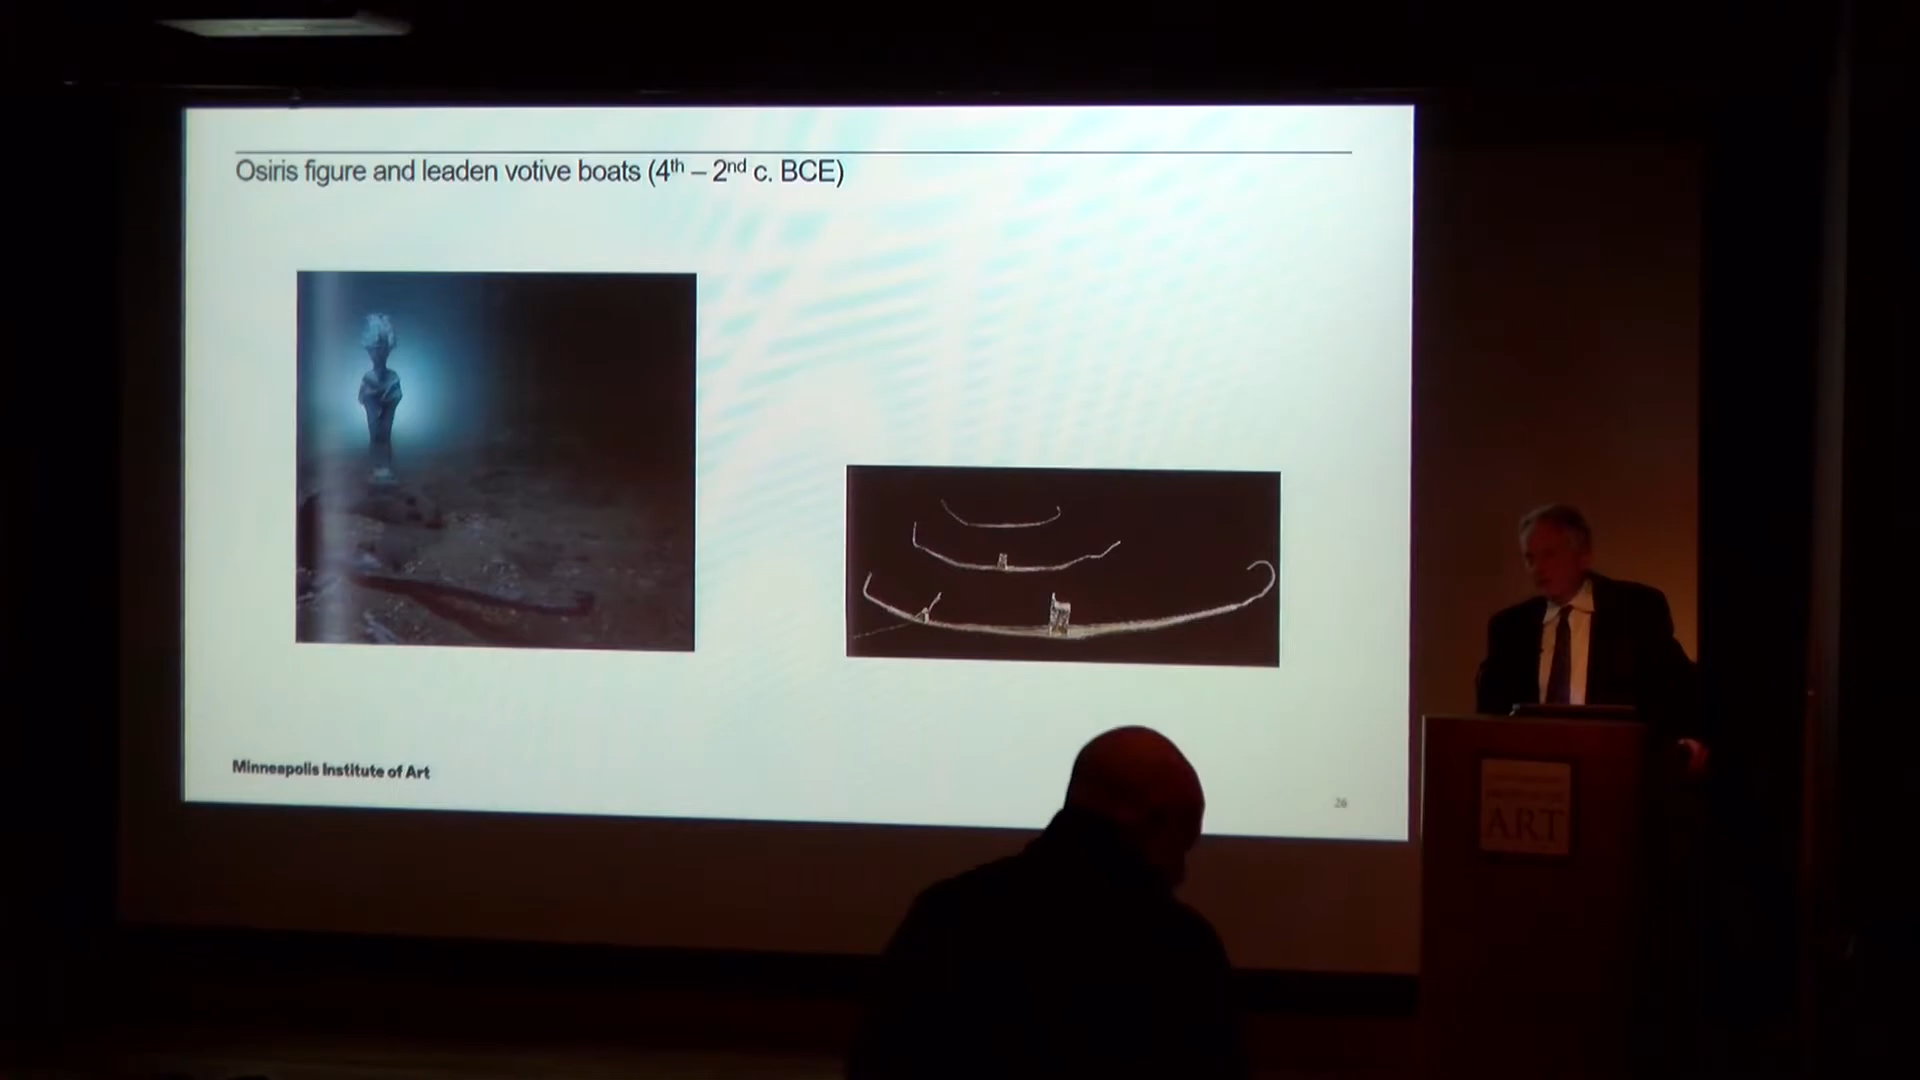 Osiris figure and leaden votive boats (4th – 2nd c. BCE)
Minneapolis Institute of Art
26
ART